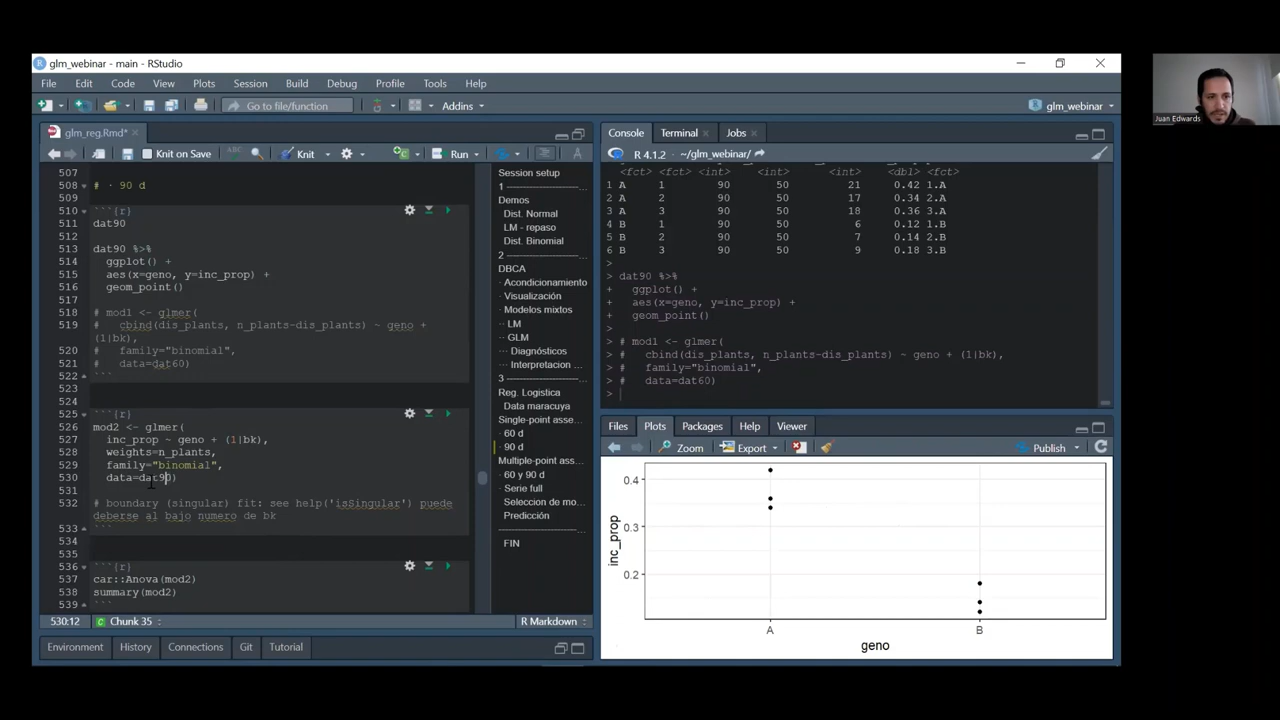 glm_webinar - main - RStudio
File Edit Code View Plots Session Build Debug Profile Tools Help
Go to file/function
Addins
glm_webinar
glm_reg.Rmd*
Knit on Save
Knit
Run
507
508 # · 90 d
509
510 ```{r}
511 dat90
512
513 dat90 %>%
514 ggplot() +
515 aes(x=geno, y=inc_prop) +
516 geom_point()
517
518 # mod1 <- glmer(
519 # cbind(dis_plants, n_plants-dis_plants) ~ geno +
(1|bk),
520 # family="binomial",
521 # data=dat60)
522 ```
523
524
525 ```{r}
526 mod2 <- glmer(
527 inc_prop ~ geno + (1|bk),
528 weights=n_plants,
529 family="binomial",
530 data=dat90)
531
532 # boundary (singular) fit: see help('isSingular') puede
deberse al bajo numero de bk
533 ```
534
535
536 ```{r}
537 car::Anova(mod2)
538 summary(mod2)
539 ```
530:12 Chunk 35 R Markdown
Session setup
1 ------------------
Demos
Dist. Normal
LM - repaso
Dist. Binomial
2 ------------------
DBCA
· Acondicionamiento
· Visualización
· Modelos mixtos
·· LM
·· GLM
··· Diagnósticos
··· Interpretacion ...
3 ------------------
Reg. Logistica
Data maracuya
Single-point asse...
· 60 d
· 90 d
Multiple-point ass...
· 60 y 90 d
· Serie full
Seleccion de mo...
· Predicción
FIN
Environment History Connections Git Tutorial
Console Terminal Jobs
R 4.1.2 · ~/glm_webinar/
<fct> <fct> <int> <int> <int> <dbl> <fct>
1 A 1 90 50 21 0.42 1.A
2 A 2 90 50 17 0.34 2.A
3 A 3 90 50 18 0.36 3.A
4 B 1 90 50 6 0.12 1.B
5 B 2 90 50 7 0.14 2.B
6 B 3 90 50 9 0.18 3.B
>
> dat90 %>%
+ ggplot() +
+ aes(x=geno, y=inc_prop) +
+ geom_point()
>
> # mod1 <- glmer(
> # cbind(dis_plants, n_plants-dis_plants) ~ geno + (1|bk),
> # family="binomial",
> # data=dat60)
>
Files Plots Packages Help Viewer
Zoom Export Publish
0.4
0.3
0.2
inc_prop
A B
geno
Juan Edwards